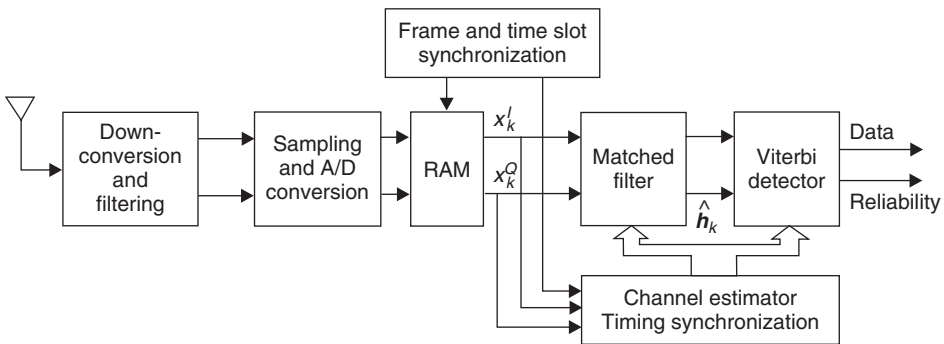 Frame and time slot
synchronization
Down-
conversion
and
filtering
Sampling
and A/D
conversion
RAM
x_k^I
x_k^Q
Matched
filter
ĥ_k
Viterbi
detector
Data
Reliability
Channel estimator
Timing synchronization